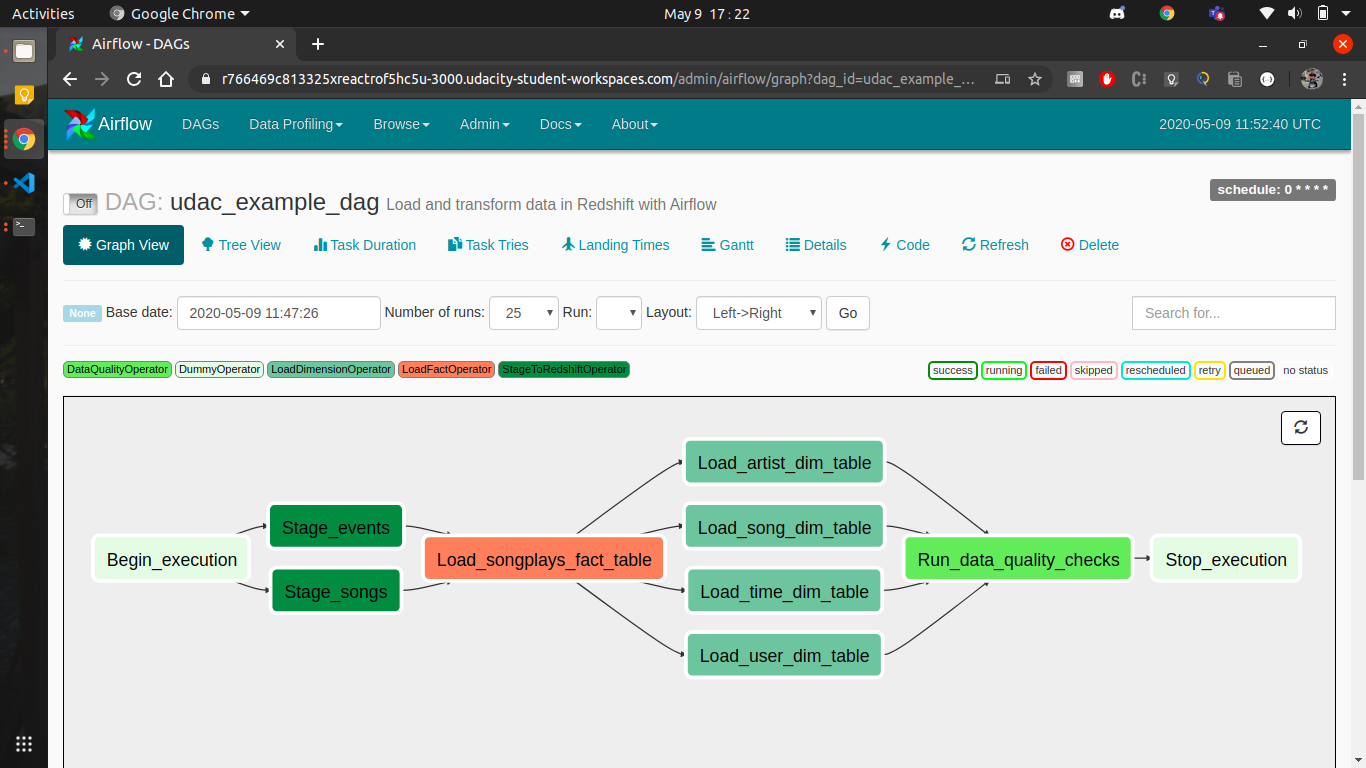 Activities Google Chrome May 9 17:22
Airflow - DAGs
r766469c813325xreactrof5hc5u-3000.udacity-student-workspaces.com/admin/airflow/graph?dag_id=udac_example_…
Airflow DAGs Data Profiling Browse Admin Docs About 2020-05-09 11:52:40 UTC
schedule: 0 * * * *
Off DAG: udac_example_dag Load and transform data in Redshift with Airflow
Graph View Tree View Task Duration Task Tries Landing Times Gantt Details Code Refresh Delete
None Base date: 2020-05-09 11:47:26 Number of runs: 25 Run: Layout: Left->Right Go Search for...
DataQualityOperator DummyOperator LoadDimensionOperator LoadFactOperator StageToRedshiftOperator success running failed skipped rescheduled retry queued no status
Begin_execution
Stage_events
Stage_songs
Load_songplays_fact_table
Load_artist_dim_table
Load_song_dim_table
Load_time_dim_table
Load_user_dim_table
Run_data_quality_checks
Stop_execution